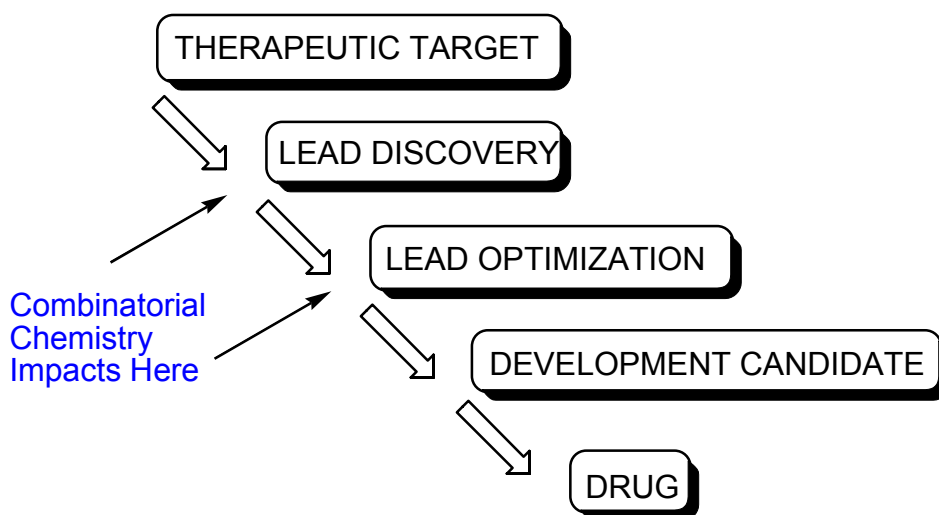 THERAPEUTIC TARGET
LEAD DISCOVERY
LEAD OPTIMIZATION
Combinatorial
Chemistry
Impacts Here
DEVELOPMENT CANDIDATE
DRUG